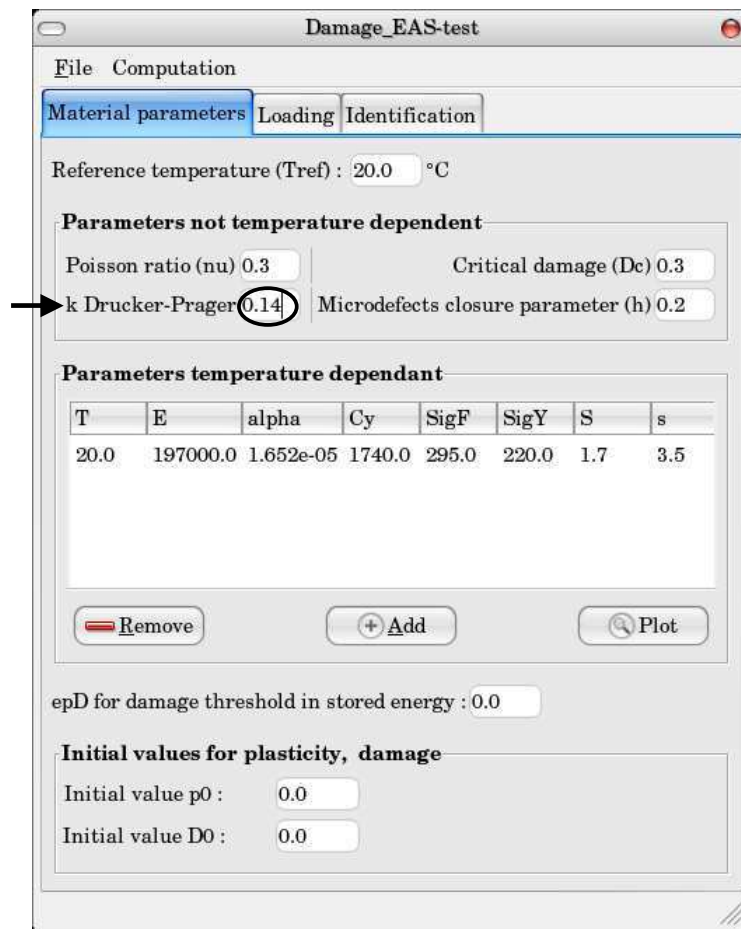 Damage_EAS-test
File Computation
Material parameters Loading Identification
Reference temperature (Tref) : 20.0 °C
Parameters not temperature dependent
Poisson ratio (nu) 0.3 Critical damage (Dc) 0.3
k Drucker-Prager 0.14 Microdefects closure parameter (h) 0.2
Parameters temperature dependant
T E alpha Cy SigF SigY S s
20.0 197000.0 1.652e-05 1740.0 295.0 220.0 1.7 3.5
Remove Add Plot
epD for damage threshold in stored energy : 0.0
Initial values for plasticity, damage
Initial value p0 : 0.0
Initial value D0 : 0.0